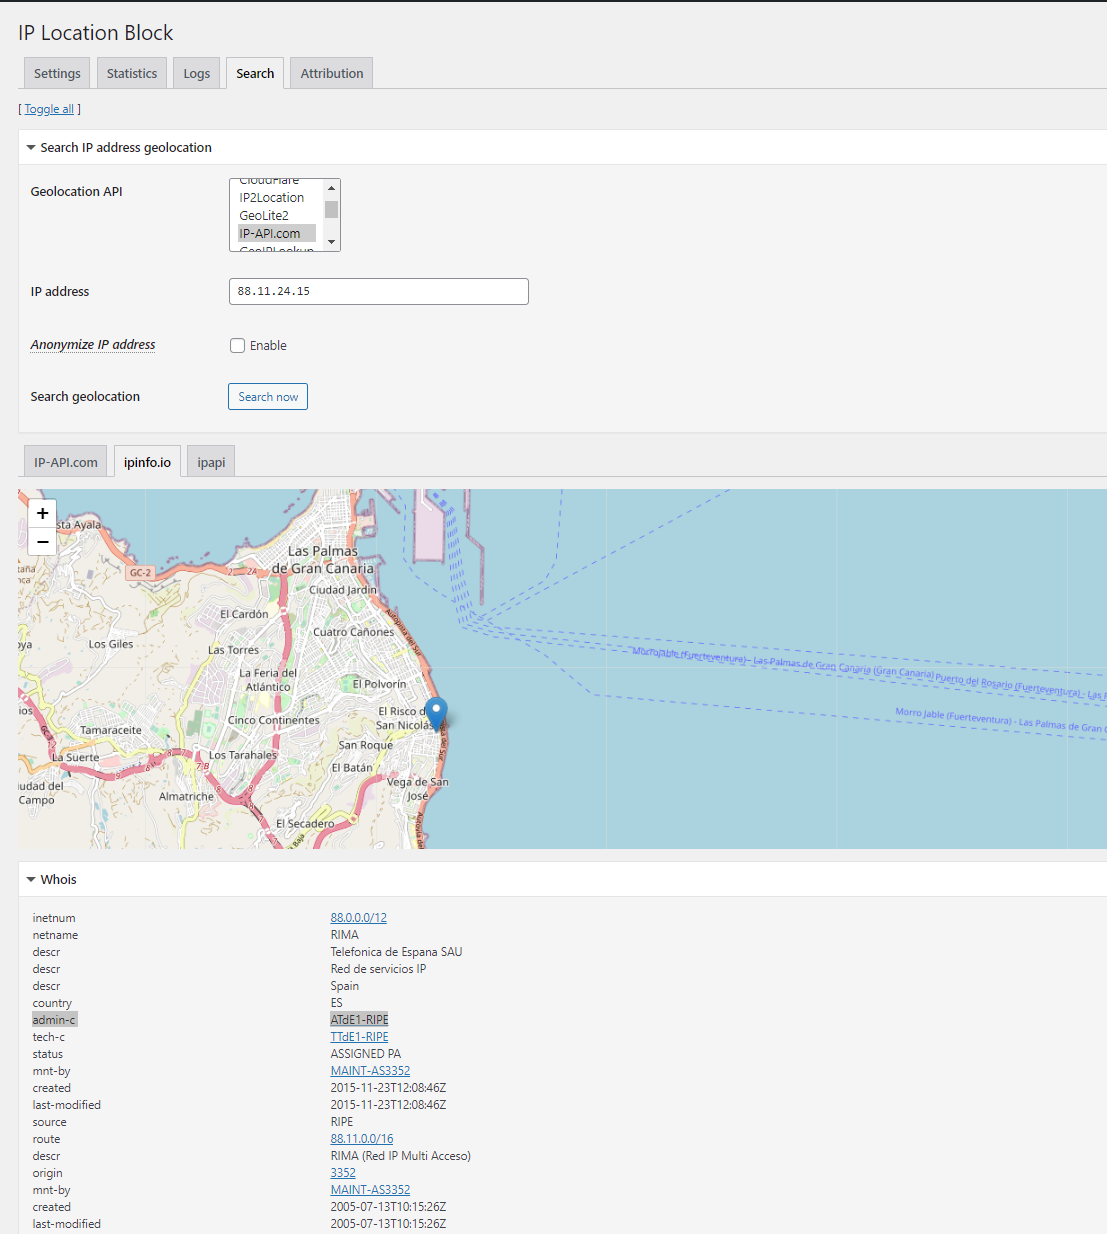 IP Location Block
Settings
Statistics
Logs
Search
Attribution
[ Toggle all ]
Search IP address geolocation
Geolocation API
CloudFlare
IP2Location
GeoLite2
IP-API.com
GeoIPLookup
IP address
88.11.24.15
Anonymize IP address
Enable
Search geolocation
Search now
IP-API.com
ipinfo.io
ipapi
+
−
sta Ayala
Las Palmas
de Gran Canaria
GC-2
2A
Ciudad Jardín
El Cardón
Autopista del Sur
Cuatro Cañones
Los Giles
Las Torres
La Feria del
Atlántico
El Polvorín
Morro Jable (Fuerteventura) - Las Palmas de Gran Canaria (Gran Canaria)
Puerto del Rosario (Fuerteventura) - Las P
El Risco d
San Nicolás
Morro Jable (Fuerteventura) - Las Palmas de Gran C
ios
Cinco Continentes
Tamaraceite
San Roque
Los Tarahales
La Suerte
El Batán
7B
iudad del
Campo
Vega de San
José
Almatriche
El Secadero
Whois
inetnum 88.0.0.0/12
netname RIMA
descr Telefonica de Espana SAU
descr Red de servicios IP
descr Spain
country ES
admin-c ATdE1-RIPE
tech-c TTdE1-RIPE
status ASSIGNED PA
mnt-by MAINT-AS3352
created 2015-11-23T12:08:46Z
last-modified 2015-11-23T12:08:46Z
source RIPE
route 88.11.0.0/16
descr RIMA (Red IP Multi Acceso)
origin 3352
mnt-by MAINT-AS3352
created 2005-07-13T10:15:26Z
last-modified 2005-07-13T10:15:26Z